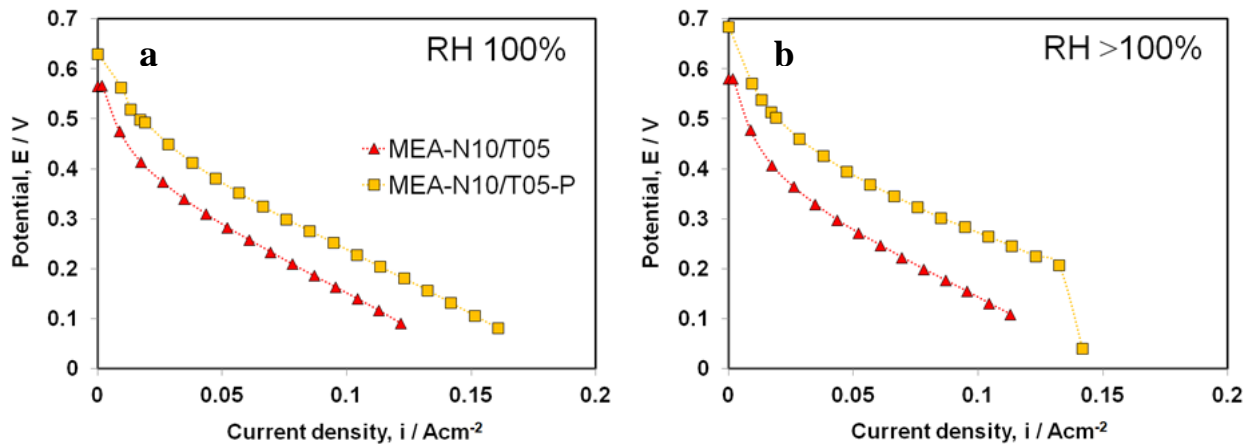 a
RH 100%
MEA-N10/T05
MEA-N10/T05-P
Potential, E / V
0.7
0.6
0.5
0.4
0.3
0.2
0.1
0
0
0.05
0.1
0.15
0.2
Current density, i / Acm⁻²
b
RH >100%
Potential, E / V
0.7
0.6
0.5
0.4
0.3
0.2
0.1
0
0
0.05
0.1
0.15
0.2
Current density, i / Acm⁻²